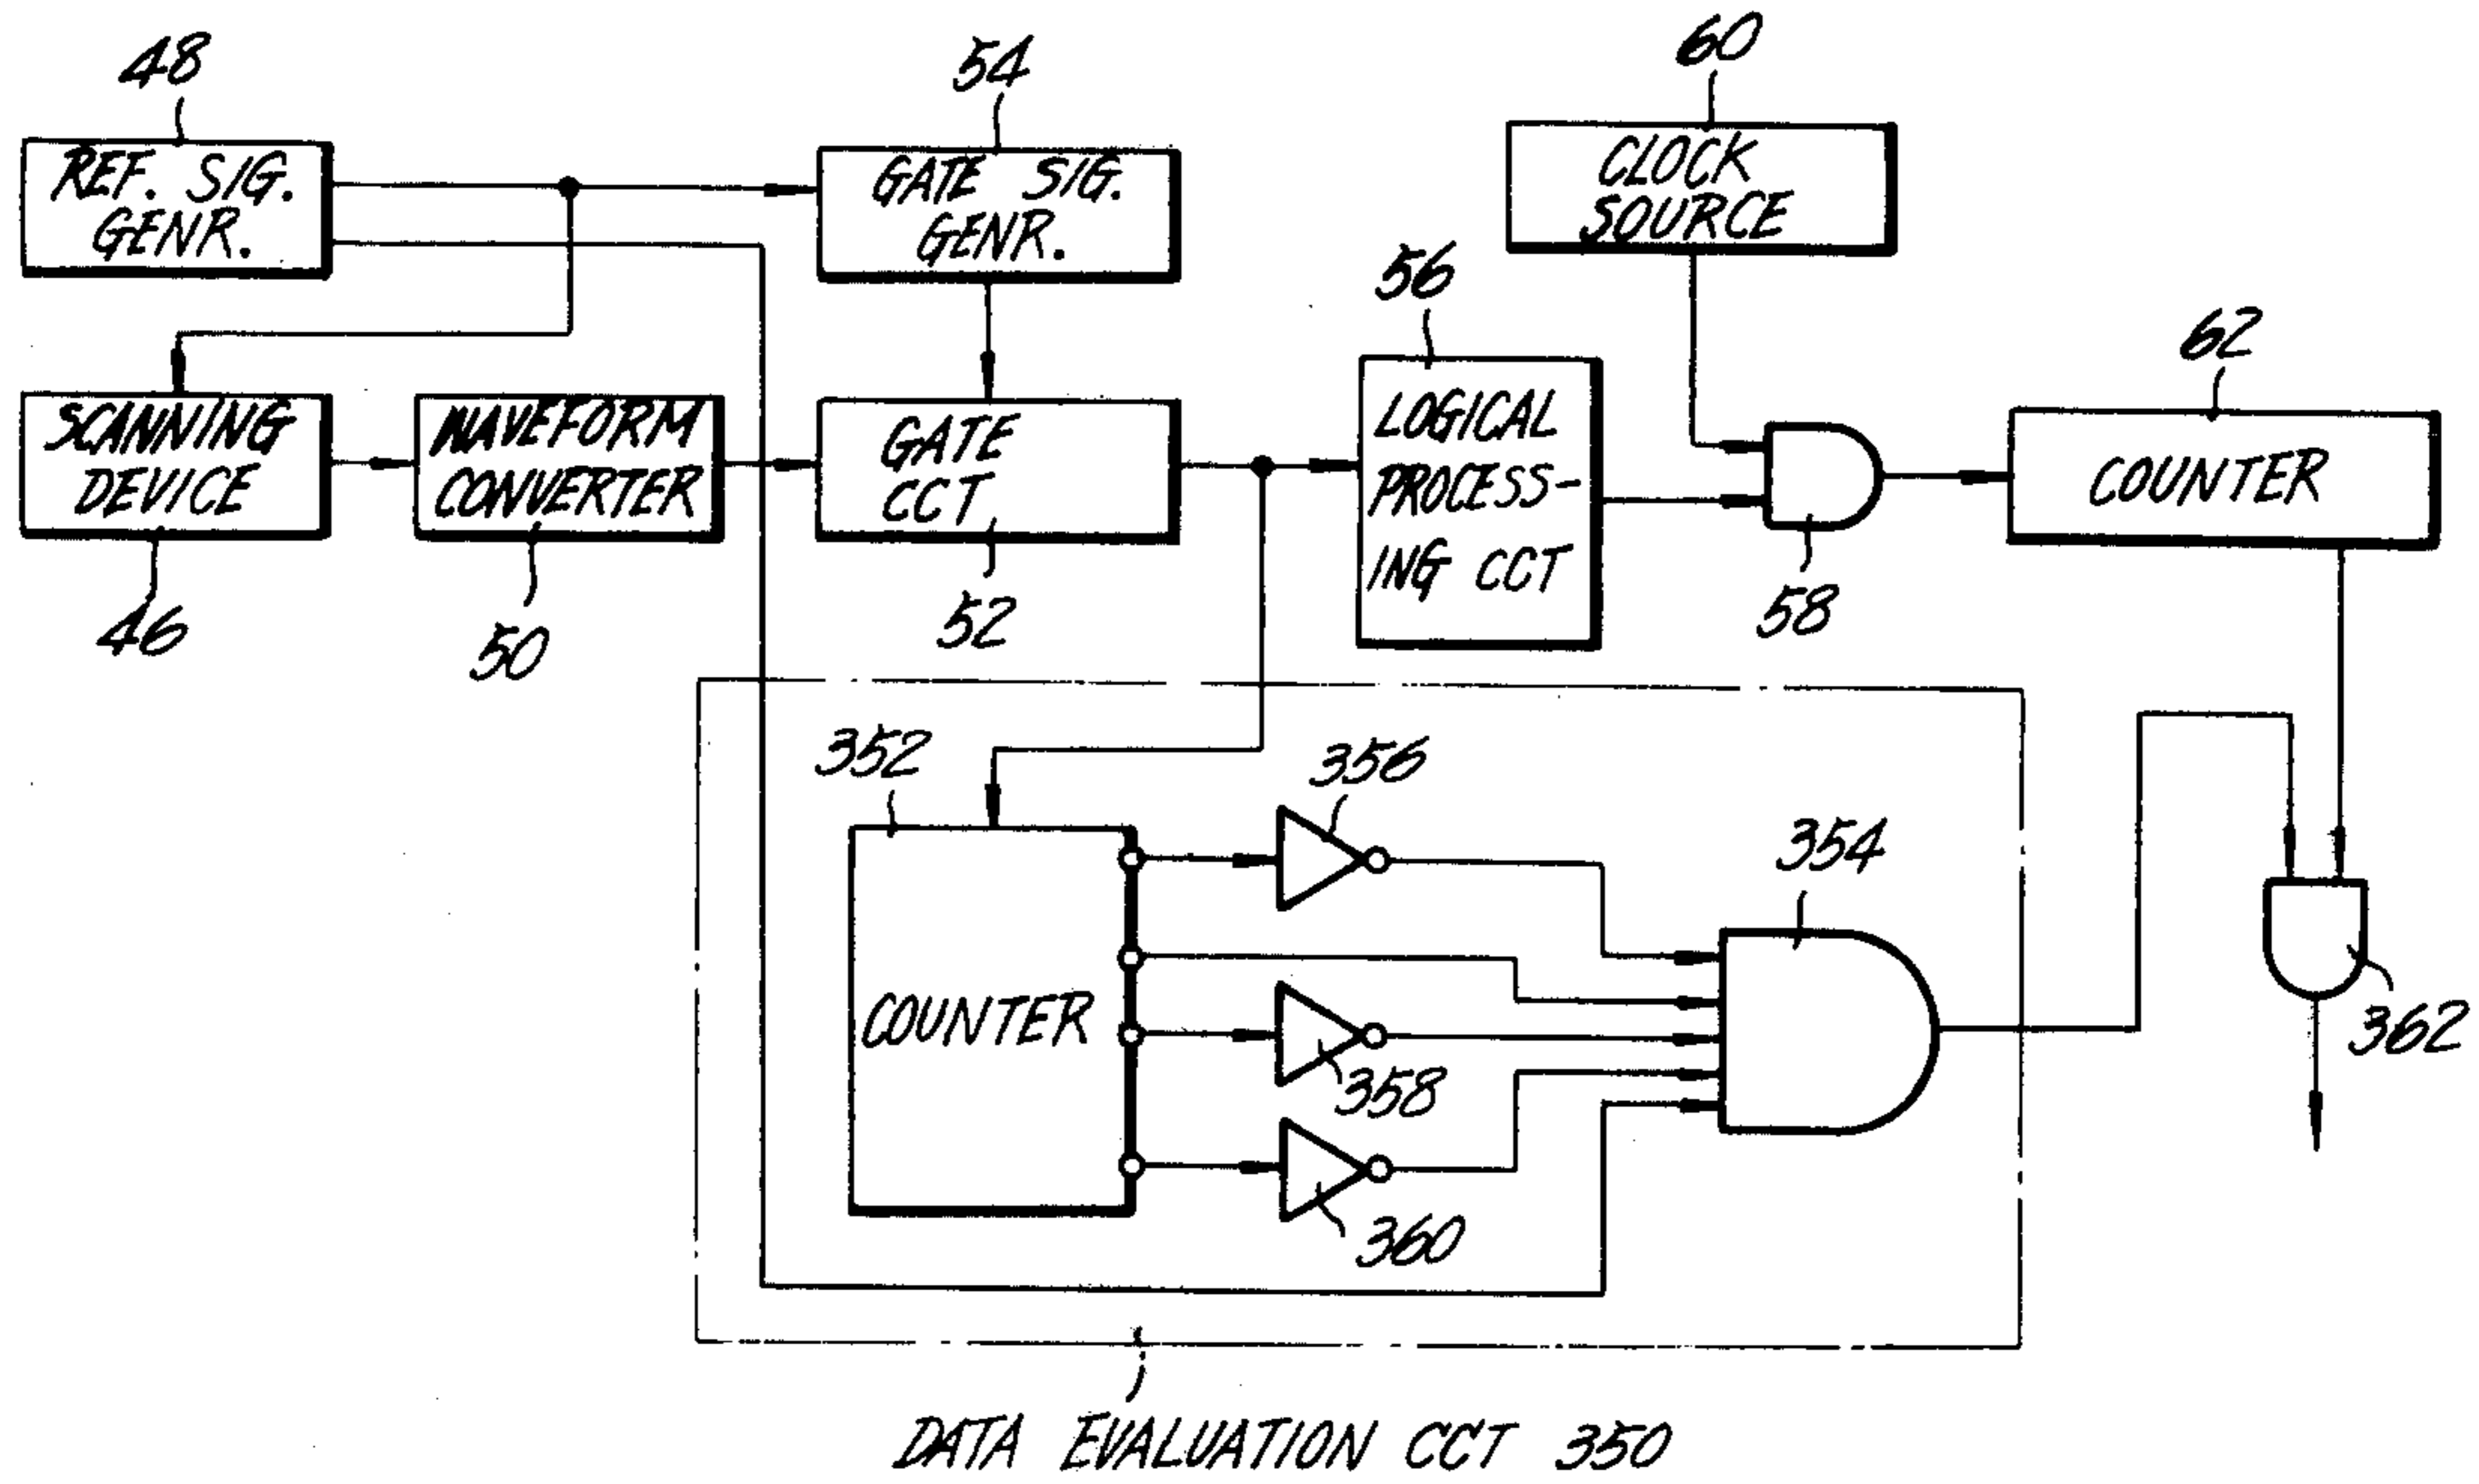 48
54
60
REF. SIG.
GENR.
GATE SIG.
GENR.
CLOCK
SOURCE
56
62
SCANNING
DEVICE
WAVEFORM
CONVERTER
GATE
CCT
LOGICAL
PROCESS-
ING CCT
COUNTER
46
50
52
58
352
356
354
COUNTER
358
362
360
DATA EVALUATION CCT 350